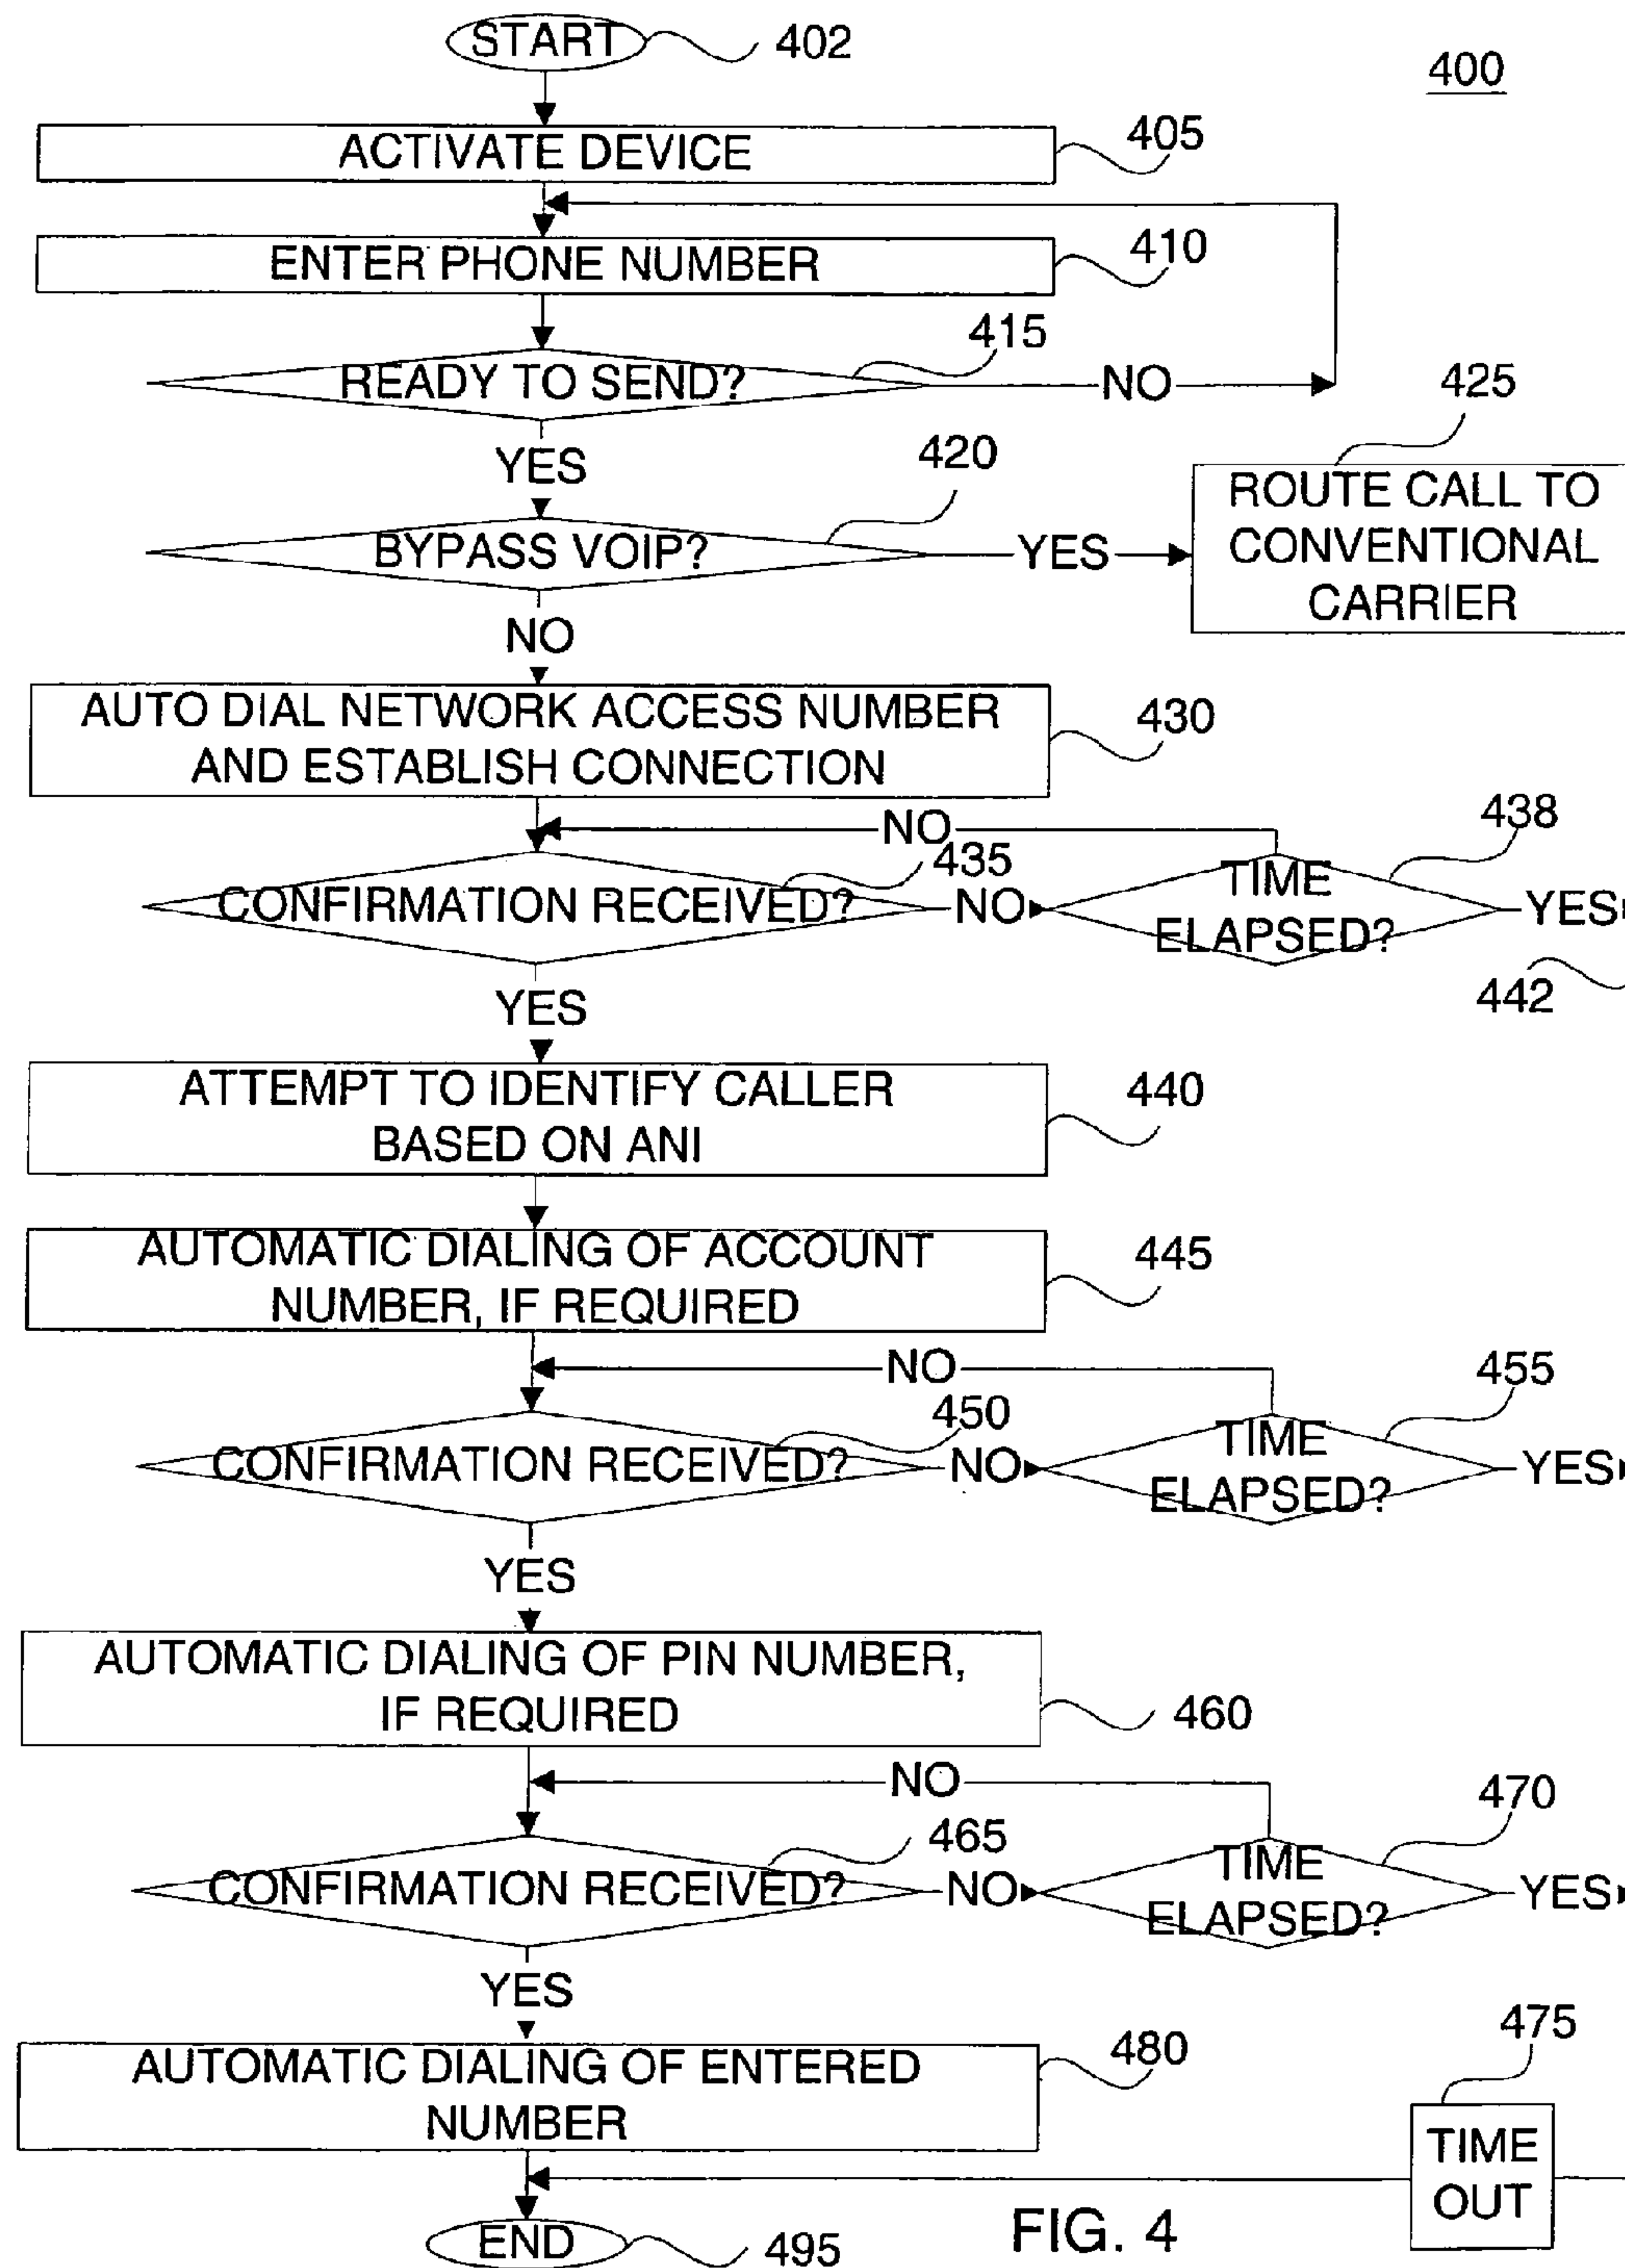 START
402
400
ACTIVATE DEVICE
405
ENTER PHONE NUMBER
410
READY TO SEND?
415
NO
YES
BYPASS VOIP?
420
YES
425
ROUTE CALL TO
CONVENTIONAL
CARRIER
NO
AUTO DIAL NETWORK ACCESS NUMBER
AND ESTABLISH CONNECTION
430
NO
CONFIRMATION RECEIVED?
435
NO
TIME
ELAPSED?
438
YES
442
YES
ATTEMPT TO IDENTIFY CALLER
BASED ON ANI
440
AUTOMATIC DIALING OF ACCOUNT
NUMBER, IF REQUIRED
445
NO
CONFIRMATION RECEIVED?
450
NO
TIME
ELAPSED?
455
YES
YES
AUTOMATIC DIALING OF PIN NUMBER,
IF REQUIRED
460
NO
CONFIRMATION RECEIVED?
465
NO
TIME
ELAPSED?
470
YES
YES
AUTOMATIC DIALING OF ENTERED
NUMBER
480
475
TIME
OUT
END
495
FIG. 4